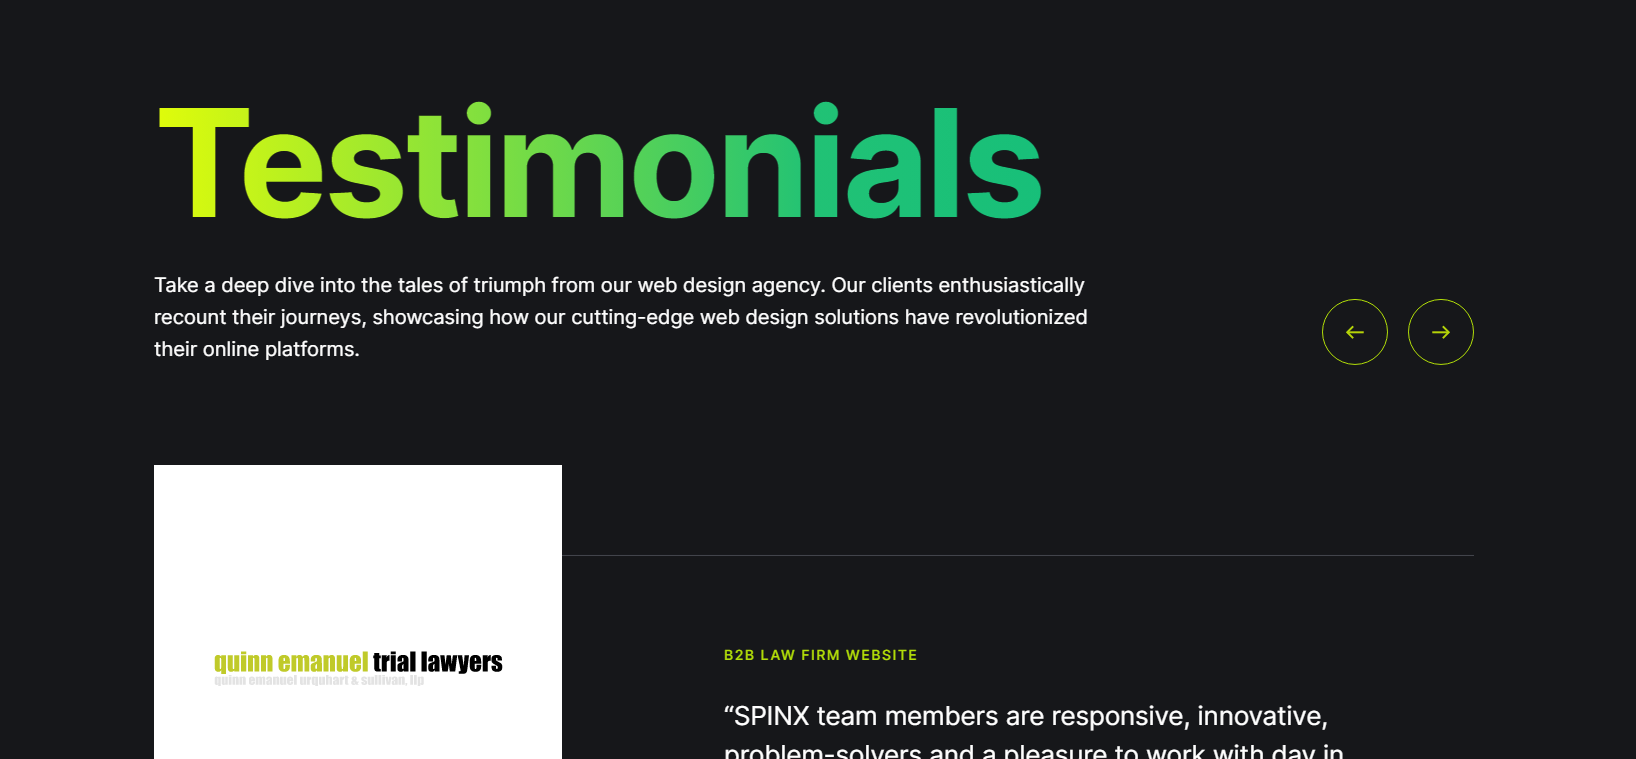 Testimonials
Take a deep dive into the tales of triumph from our web design agency. Our clients enthusiastically
recount their journeys, showcasing how our cutting-edge web design solutions have revolutionized
their online platforms.
quinn emanuel trial lawyers
quinn emanuel urquhart & sullivan, llp
B2B LAW FIRM WEBSITE
“SPINX team members are responsive, innovative,
problem-solvers and a pleasure to work with day in